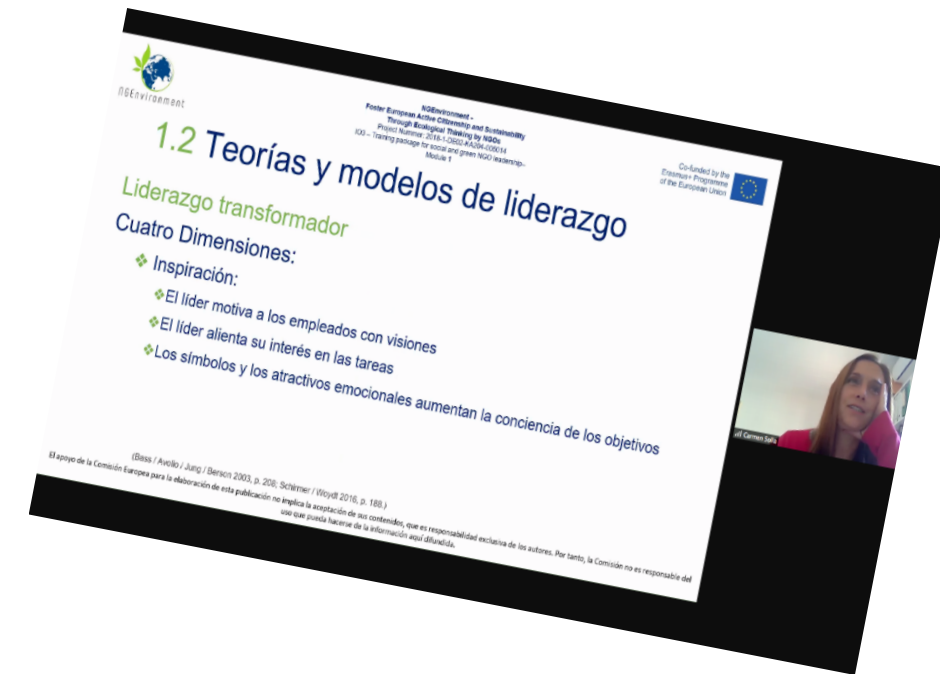 NGEnvironment
NGEnvironment -
Foster European Active Citizenship and Sustainability
Through Ecological Thinking by NGOs
Project Nummer: 2018-1-DE02-KA204-005014
IO3 – Training package for social and green NGO leadership-
Module 1
Co-funded by the
Erasmus+ Programme
of the European Union
1.2 Teorías y modelos de liderazgo
Liderazgo transformador
Cuatro Dimensiones:
Inspiración:
El líder motiva a los empleados con visiones
El líder alienta su interés en las tareas
Los símbolos y los atractivos emocionales aumentan la conciencia de los objetivos
(Bass / Avolio / Jung / Berson 2003, p. 208; Schirmer / Woydt 2016, p. 188.)
El apoyo de la Comisión Europea para la elaboración de esta publicación no implica la aceptación de sus contenidos, que es responsabilidad exclusiva de los autores. Por tanto, la Comisión no es responsable del
uso que pueda hacerse de la información aquí difundida.
Carmen Solla